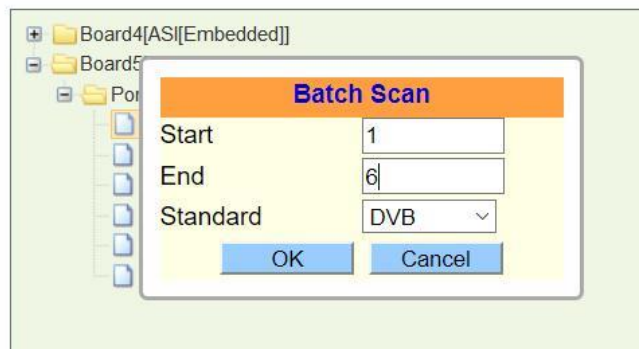 Board4[ASI[Embedded]]
Board5
Por
Batch Scan
Start 1
End 6
Standard DVB
OK Cancel